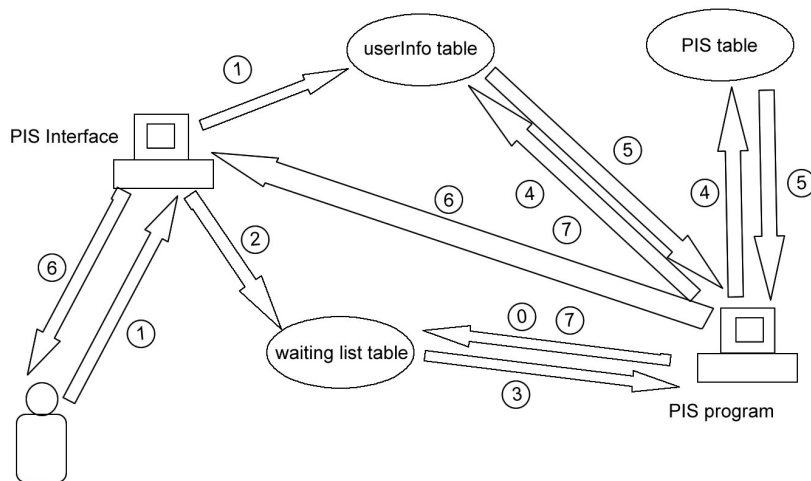 userInfo table
PIS table
1
PIS Interface
5
4
6
4
5
7
2
6
1
0 7
waiting list table
3
PIS program